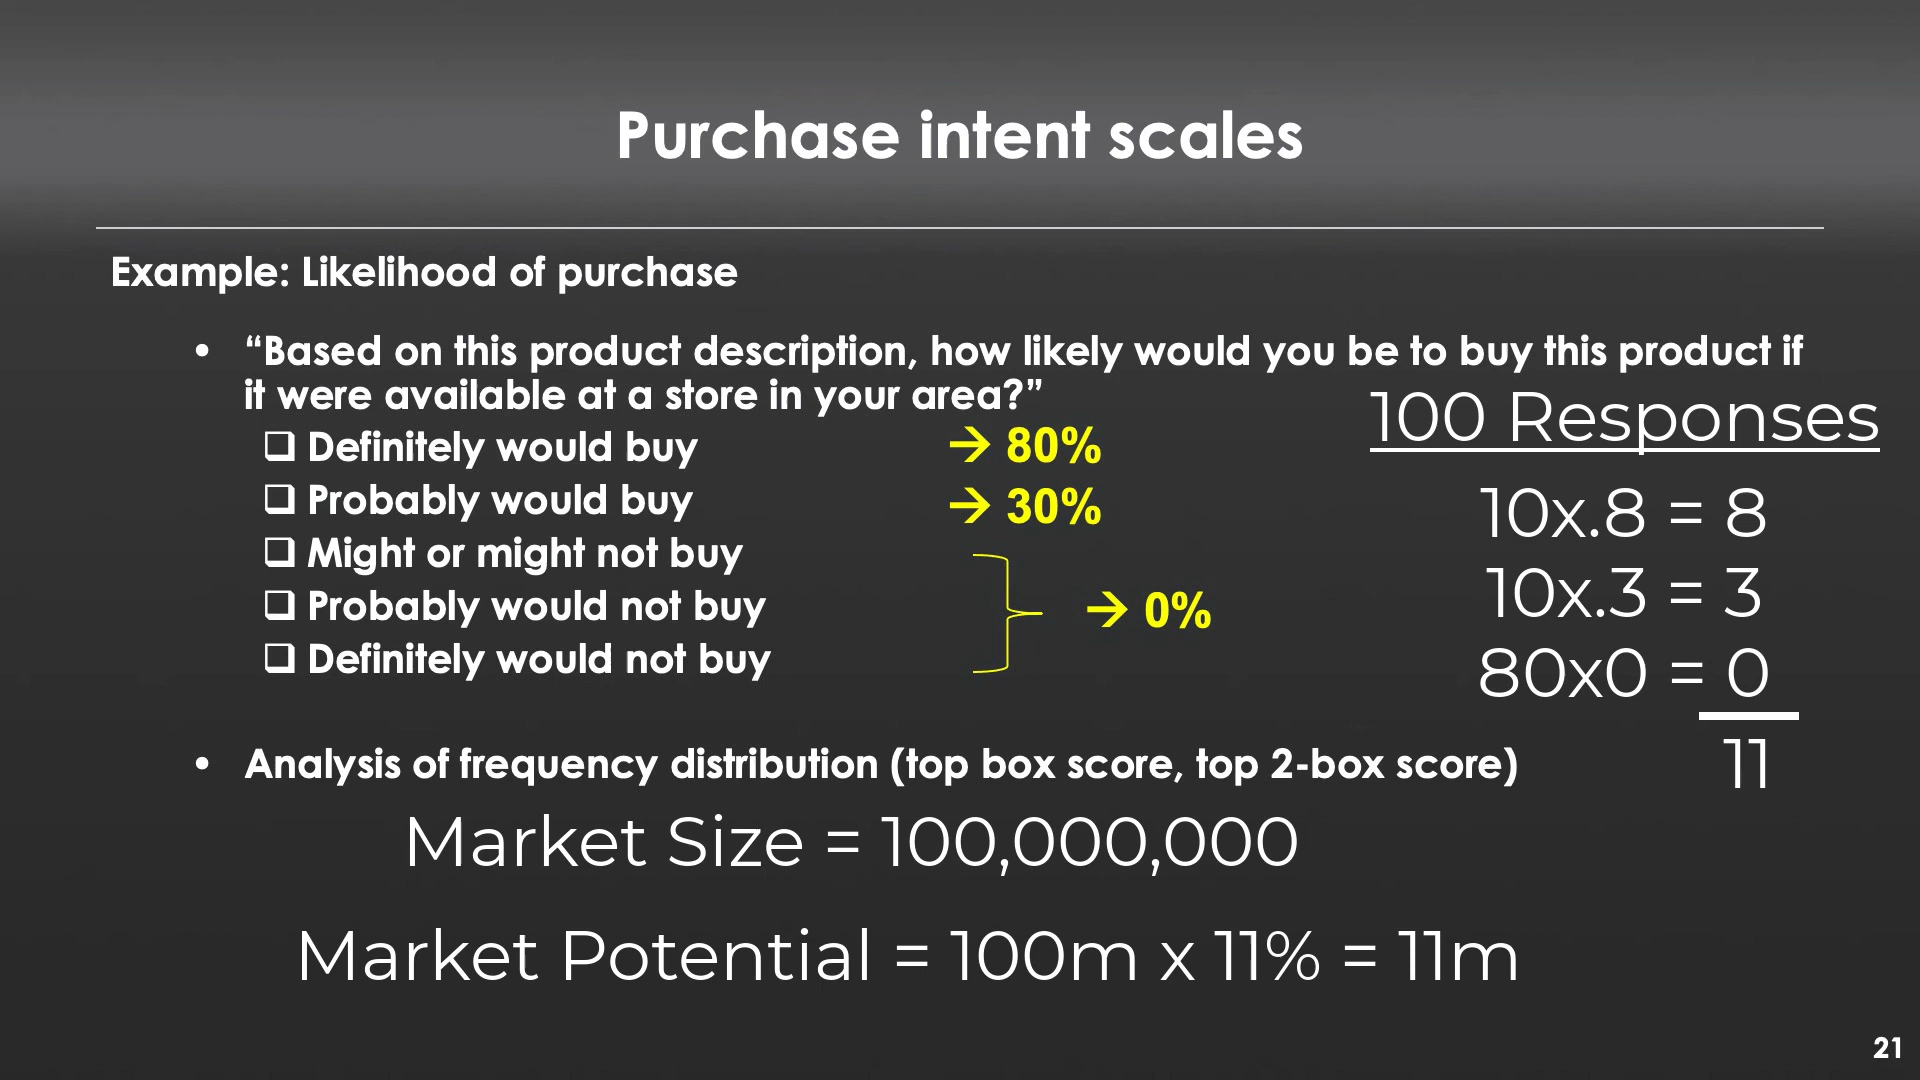 Purchase intent scales
Example: Likelihood of purchase
• “Based on this product description, how likely would you be to buy this product if
it were available at a store in your area?”
❑ Definitely would buy → 80%
❑ Probably would buy → 30%
❑ Might or might not buy
❑ Probably would not buy → 0%
❑ Definitely would not buy
100 Responses
10x.8 = 8
10x.3 = 3
80x0 = 0
11
• Analysis of frequency distribution (top box score, top 2-box score)
Market Size = 100,000,000
Market Potential = 100m x 11% = 11m
21